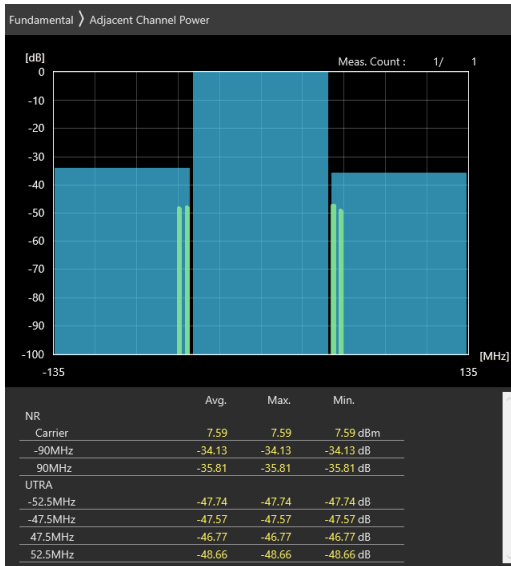 Fundamental 〉 Adjacent Channel Power
[dB]
Meas. Count : 1/ 1
0
-10
-20
-30
-40
-50
-60
-70
-80
-90
-100
[MHz]
-135 135
Avg. Max. Min.
NR
Carrier 7.59 7.59 7.59 dBm
-90MHz -34.13 -34.13 -34.13 dB
90MHz -35.81 -35.81 -35.81 dB
UTRA
-52.5MHz -47.74 -47.74 -47.74 dB
-47.5MHz -47.57 -47.57 -47.57 dB
47.5MHz -46.77 -46.77 -46.77 dB
52.5MHz -48.66 -48.66 -48.66 dB